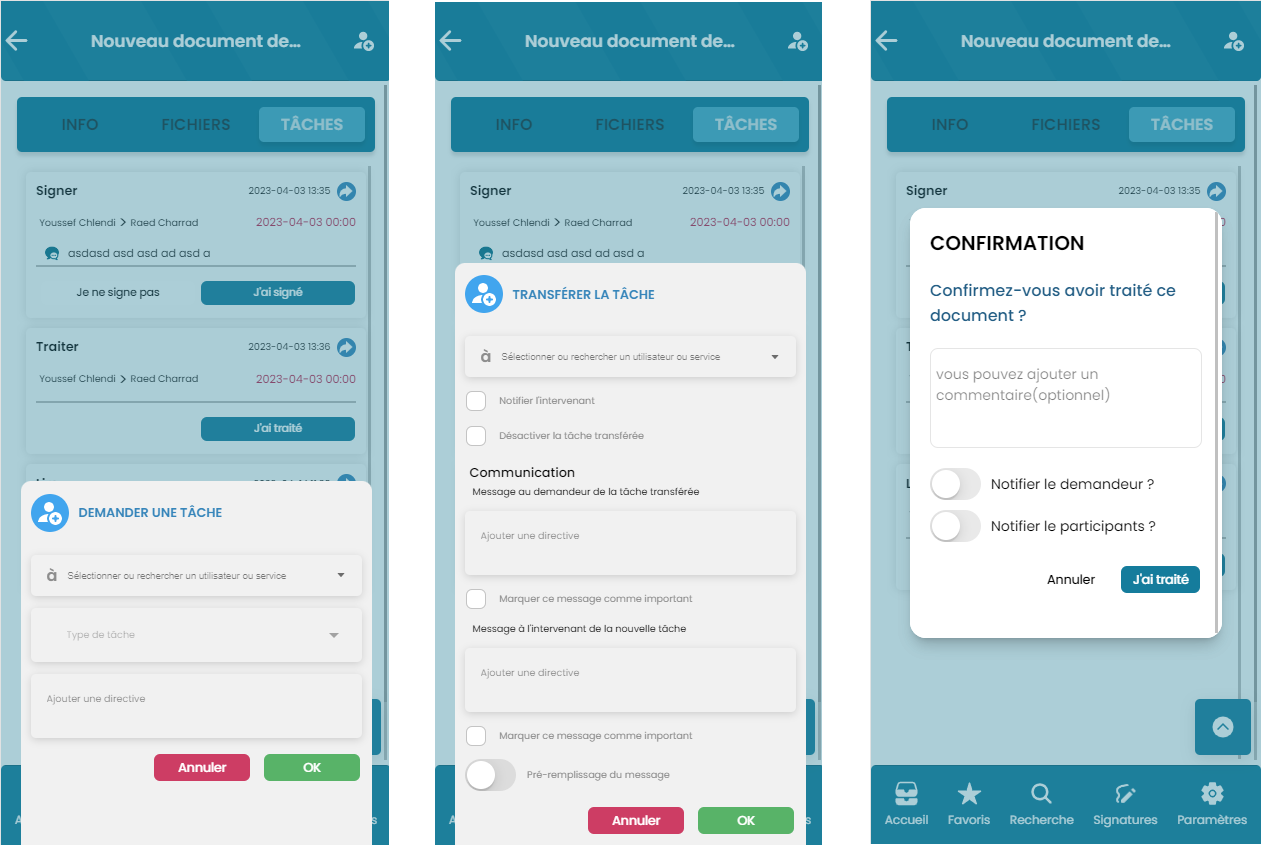 Nouveau document de...
INFO FICHIERS TÂCHES
Signer 2023-04-03 13:35
Youssef Chlendi > Raed Charrad 2023-04-03 00:00
asdasd asd asd ad asd a
Je ne signe pas J'ai signé
Traiter 2023-04-03 13:36
Youssef Chlendi > Raed Charrad 2023-04-03 00:00
J'ai traité
DEMANDER UNE TÂCHE
à Sélectionner ou rechercher un utilisateur ou service
Type de tâche
Ajouter une directive
Annuler OK
Nouveau document de...
INFO FICHIERS TÂCHES
Signer 2023-04-03 13:35
Youssef Chlendi > Raed Charrad 2023-04-03 00:00
asdasd asd asd ad asd a
TRANSFÉRER LA TÂCHE
à Sélectionner ou rechercher un utilisateur ou service
Notifier l'intervenant
Désactiver la tâche transférée
Communication
Message au demandeur de la tâche transférée
Ajouter une directive
Marquer ce message comme important
Message à l'intervenant de la nouvelle tâche
Ajouter une directive
Marquer ce message comme important
Pré-remplissage du message
Annuler OK
Nouveau document de...
INFO FICHIERS TÂCHES
Signer 2023-04-03 13:35
CONFIRMATION
Confirmez-vous avoir traité ce
document ?
vous pouvez ajouter un
commentaire(optionnel)
Notifier le demandeur ?
Notifier le participants ?
Annuler J'ai traité
Accueil Favoris Recherche Signatures Paramètres